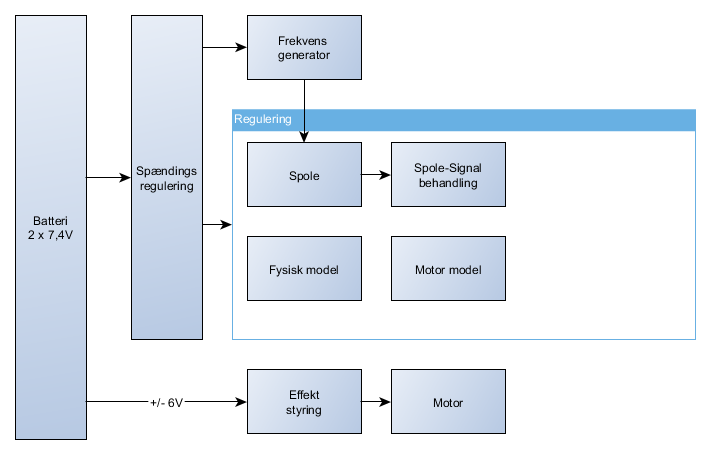 Frekvens
generator
Regulering
Spændings
regulering
Spole
Spole-Signal
behandling
Batteri
2 x 7,4V
Fysisk model
Motor model
+/- 6V
Effekt
styring
Motor